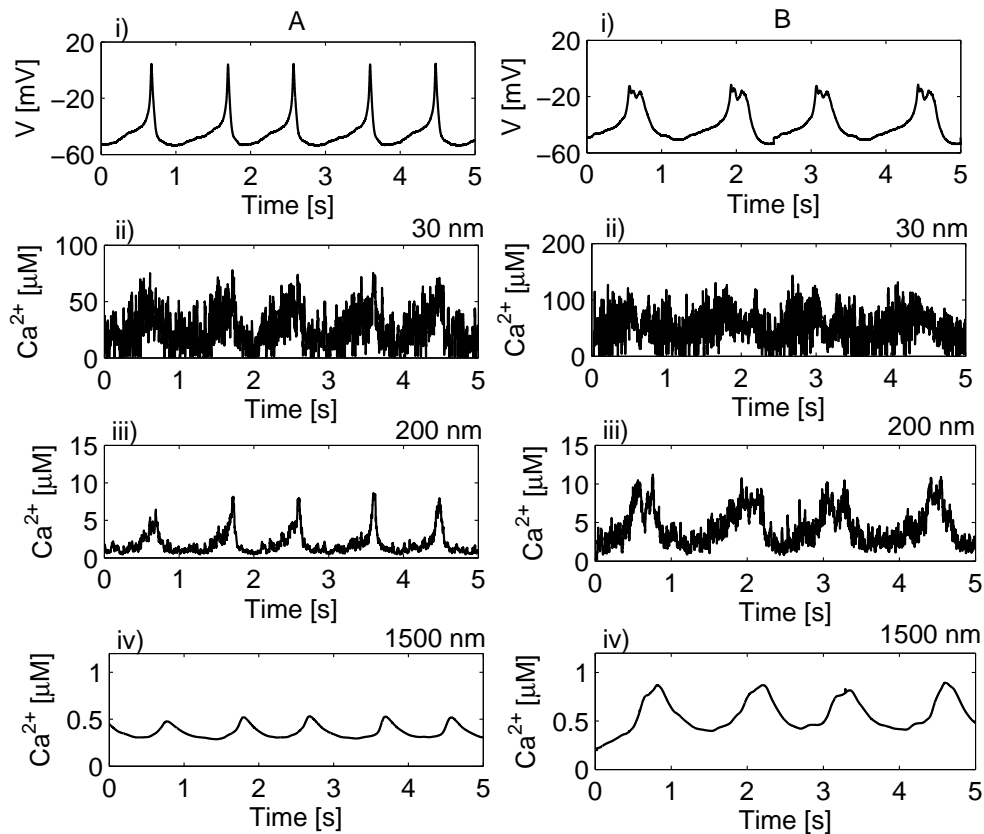 A
i)
V [mV]
20
−20
−60
0 1 2 3 4 5
Time [s]
ii)
30 nm
Ca2+ [μM]
100
50
0
0 1 2 3 4 5
Time [s]
iii)
200 nm
Ca2+ [μM]
15
10
5
0
0 1 2 3 4 5
Time [s]
iv)
1500 nm
Ca2+ [μM]
1
0.5
0
0 1 2 3 4 5
Time [s]
B
i)
V [mV]
20
−20
−60
0 1 2 3 4 5
Time [s]
ii)
30 nm
Ca2+ [μM]
200
100
0
0 1 2 3 4 5
Time [s]
iii)
200 nm
Ca2+ [μM]
15
10
5
0
0 1 2 3 4 5
Time [s]
iv)
1500 nm
Ca2+ [μM]
1
0.5
0
0 1 2 3 4 5
Time [s]